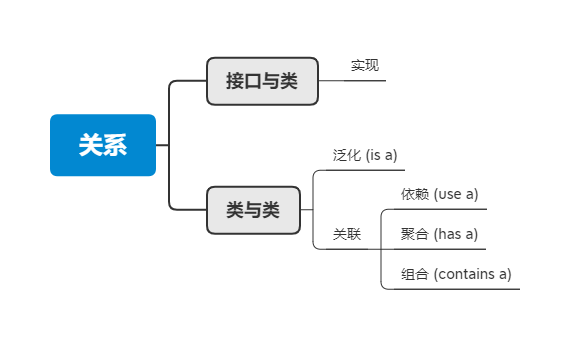 关系
接口与类
实现
类与类
泛化 (is a)
关联
依赖 (use a)
聚合 (has a)
组合 (contains a)